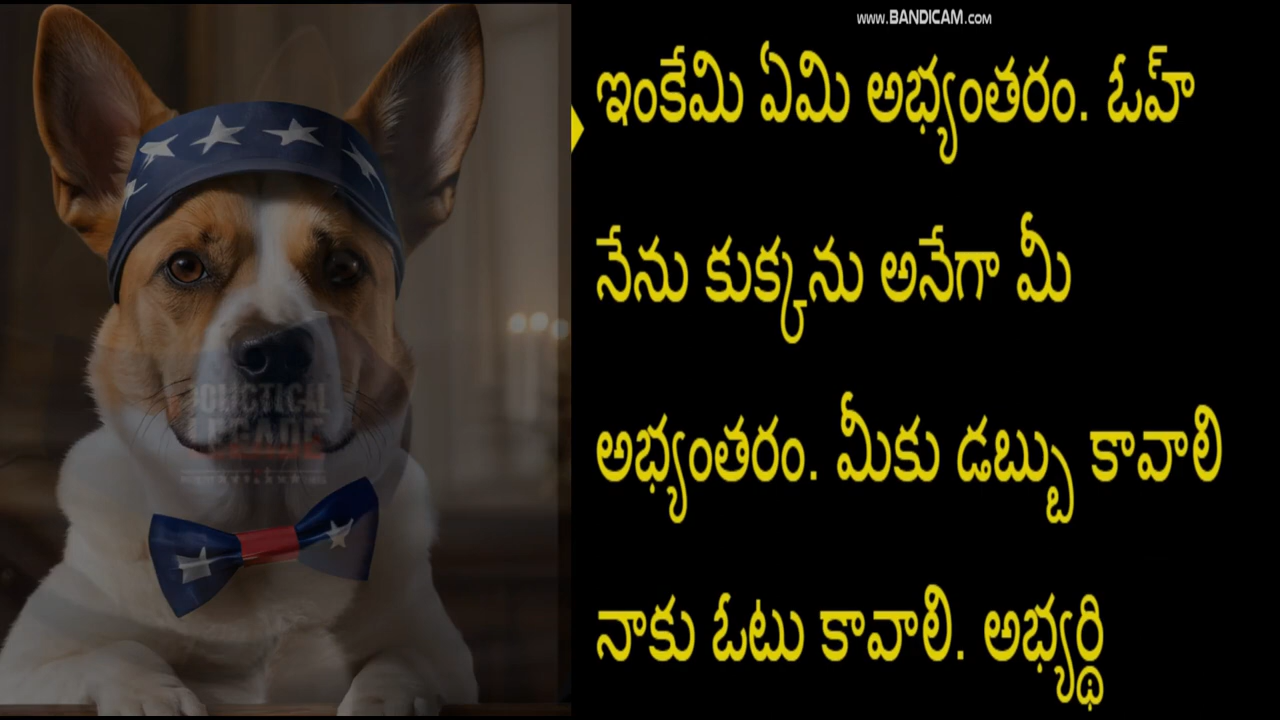 www.BANDICAM.com
ఇంకేమి ఏమి అభ్యంతరం. ఓహ్
నేను కుక్కను అనేగా మీ
అభ్యంతరం. మీకు డబ్బు కావాలి
నాకు ఓటు కావాలి. అభ్యర్థి